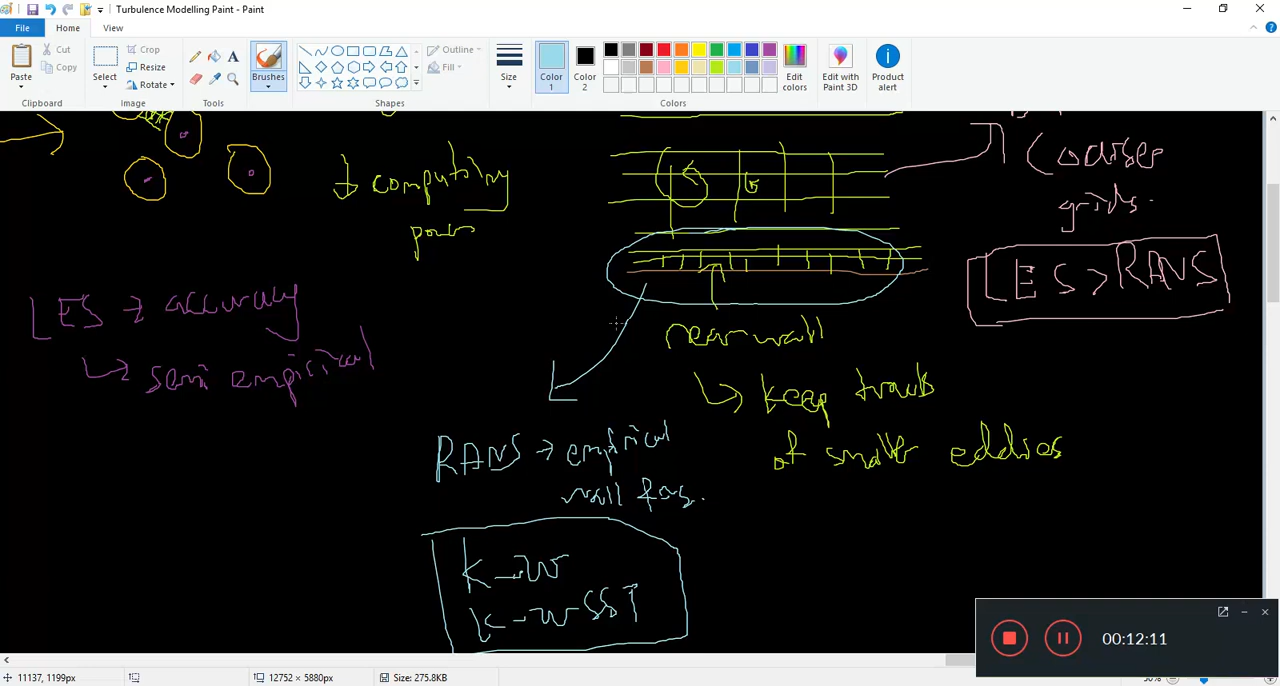 Turbulence Modelling Paint - Paint
File
Home
View
Paste
Cut
Copy
Clipboard
Select
Crop
Resize
Rotate
Image
Tools
Brushes
Shapes
Outline
Fill
Size
Color 1
Color 2
Edit colors
Colors
Edit with Paint 3D
Product alert
↓ computing
power
LES → accuracy
↳ semi empirical
near wall
↳ keep track
of smaller eddies
coarser
grids.
LES > RANS
RANS → empirical
wall fns.
K-W
K-W SST
00:12:11
11137, 1199px
12752 × 5880px
Size: 275.8KB
50%